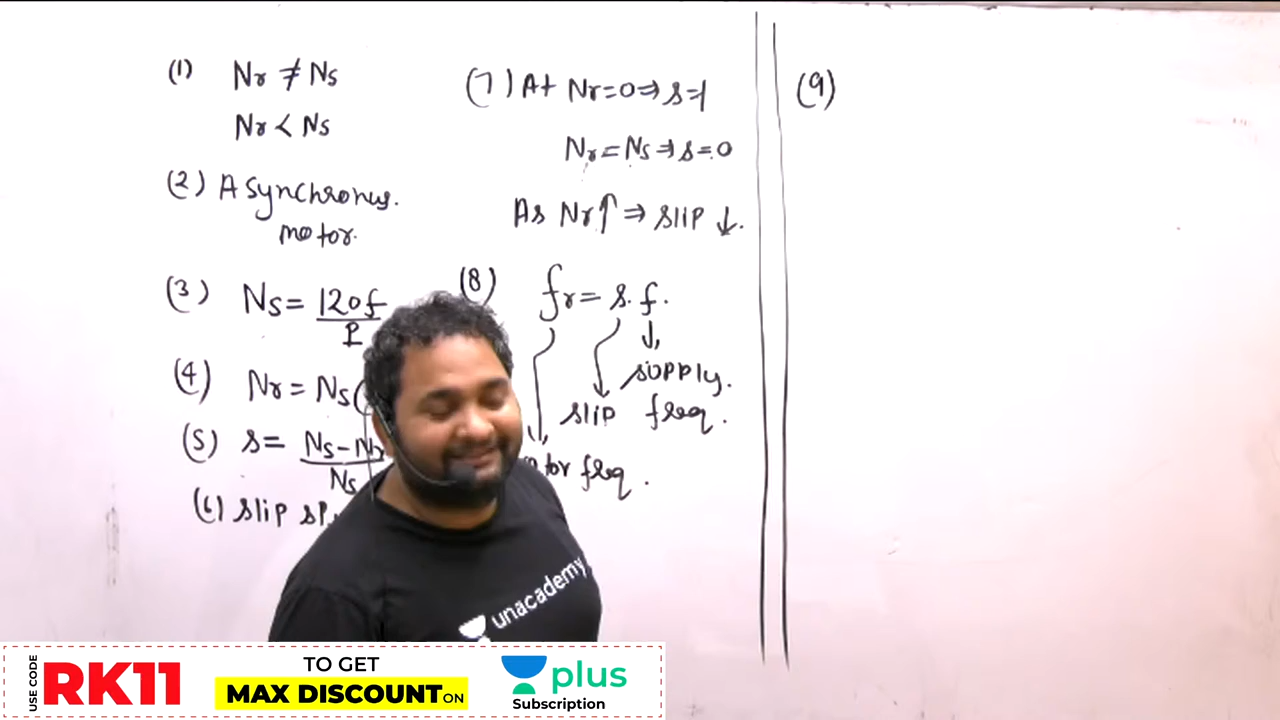 (1) Nr ≠ Ns
Nr < Ns
(2) Asynchronus.
motor.
(3) Ns = 120f
P
(4) Nr = Ns(
(5) s = Ns - Nr
Ns
(6) slip
(7) At Nr = 0 ⇒ s = 1
Nr = Ns ⇒ s = 0
As Nr ↑ ⇒ slip ↓.
(8) fr = s. f.
supply.
slip freq.
freq.
(9)
unacademy
USE CODE
RK11
TO GET
MAX DISCOUNT ON
plus
Subscription